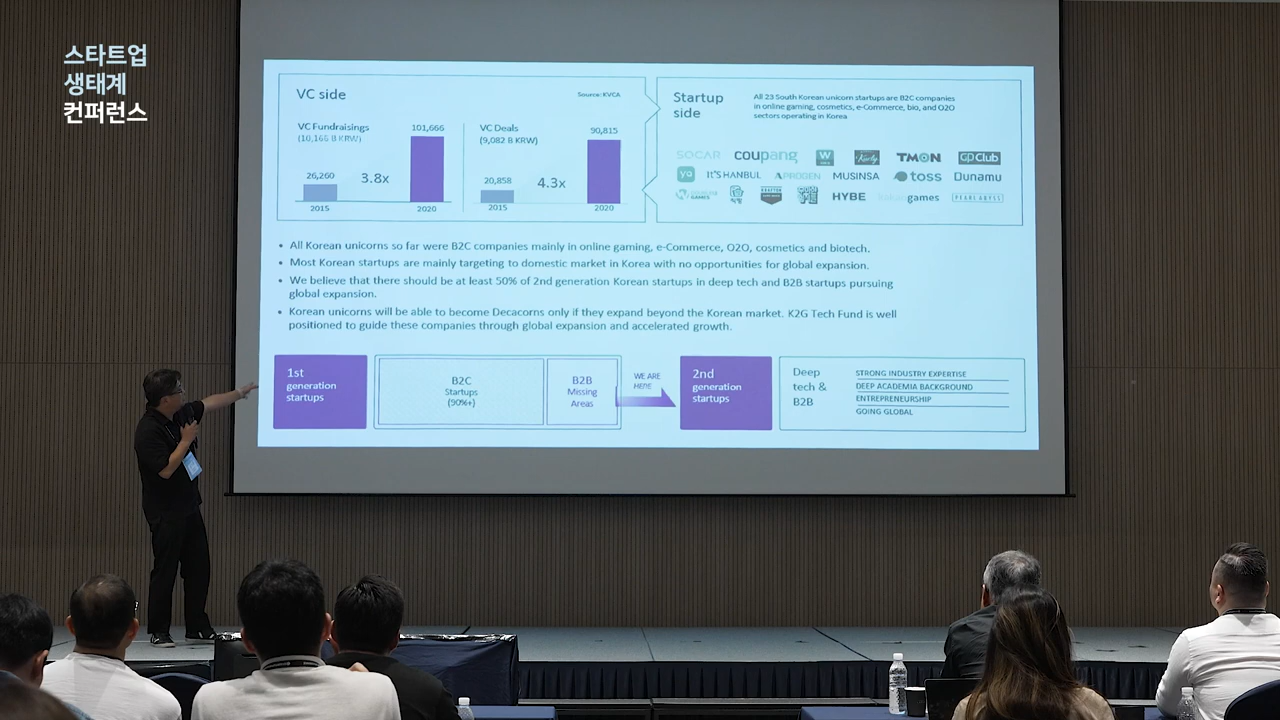 스타트업
생태계
컨퍼런스
VC side
Source: KVCA
VC Fundraisings
(10,166 B KRW)
26,260
3.8x
101,666
2015
2020
VC Deals
(9,082 B KRW)
20,858
4.3x
90,815
2015
2020
Startup
side
All 23 South Korean unicorn startups are B2C companies
in online gaming, cosmetics, e-Commerce, bio, and O2O
sectors operating in Korea
SOCAR coupang W Kurly TMON GPClub
ya IT'S HANBUL APROGEN MUSINSA toss Dunamu
GAMES KRAFTON HYBE games PEARL ABYSS
• All Korean unicorns so far were B2C companies mainly in online gaming, e-Commerce, O2O, cosmetics and biotech.
• Most Korean startups are mainly targeting to domestic market in Korea with no opportunities for global expansion.
• We believe that there should be at least 50% of 2nd generation Korean startups in deep tech and B2B startups pursuing
global expansion.
• Korean unicorns will be able to become Decacorns only if they expand beyond the Korean market. K2G Tech Fund is well
positioned to guide these companies through global expansion and accelerated growth.
1st
generation
startups
B2C
Startups
(90%+)
B2B
Missing
Areas
WE ARE
HERE
2nd
generation
startups
Deep
tech &
B2B
STRONG INDUSTRY EXPERTISE
DEEP ACADEMIA BACKGROUND
ENTREPRENEURSHIP
GOING GLOBAL